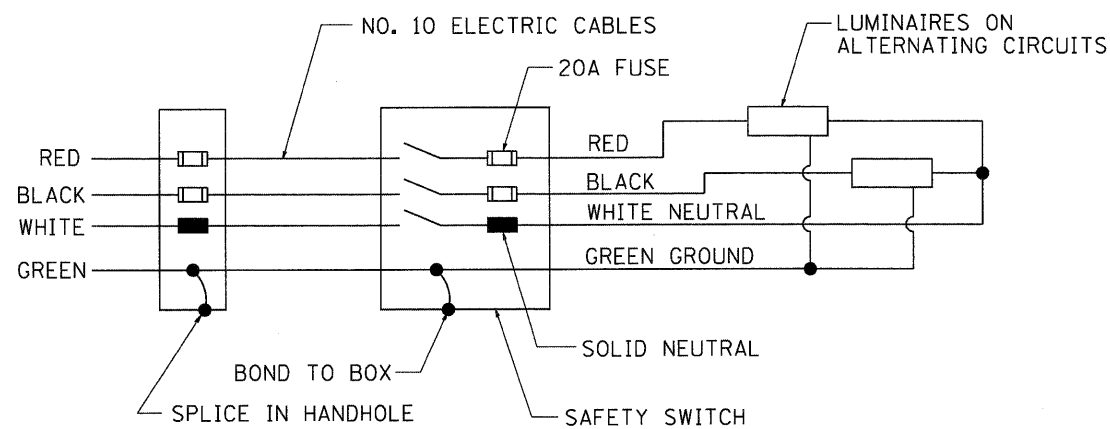 NO. 10 ELECTRIC CABLES
LUMINAIRES ON
ALTERNATING CIRCUITS
20A FUSE
RED
RED
BLACK
BLACK
WHITE
WHITE NEUTRAL
GREEN
GREEN GROUND
SOLID NEUTRAL
BOND TO BOX
SPLICE IN HANDHOLE
SAFETY SWITCH